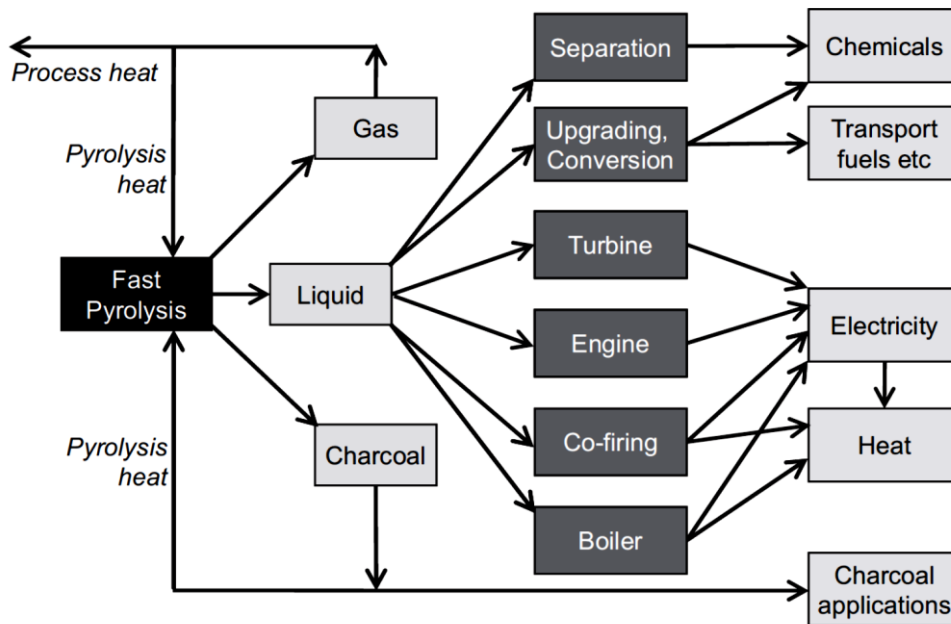 Process heat
Pyrolysis
heat
Fast
Pyrolysis
Pyrolysis
heat
Gas
Liquid
Charcoal
Separation
Upgrading,
Conversion
Turbine
Engine
Co-firing
Boiler
Chemicals
Transport
fuels etc
Electricity
Heat
Charcoal
applications